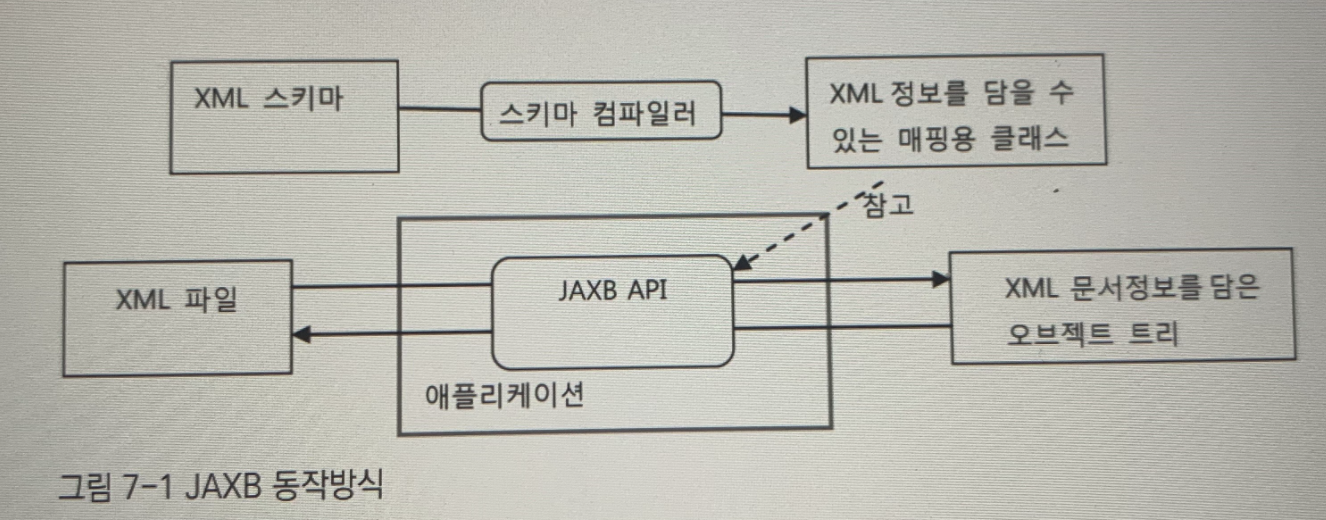 XML 스키마
스키마 컴파일러
XML 정보를 담을 수
있는 매핑용 클래스
참고
XML 파일
JAXB API
XML 문서정보를 담은
오브젝트 트리
애플리케이션
그림 7-1 JAXB 동작방식